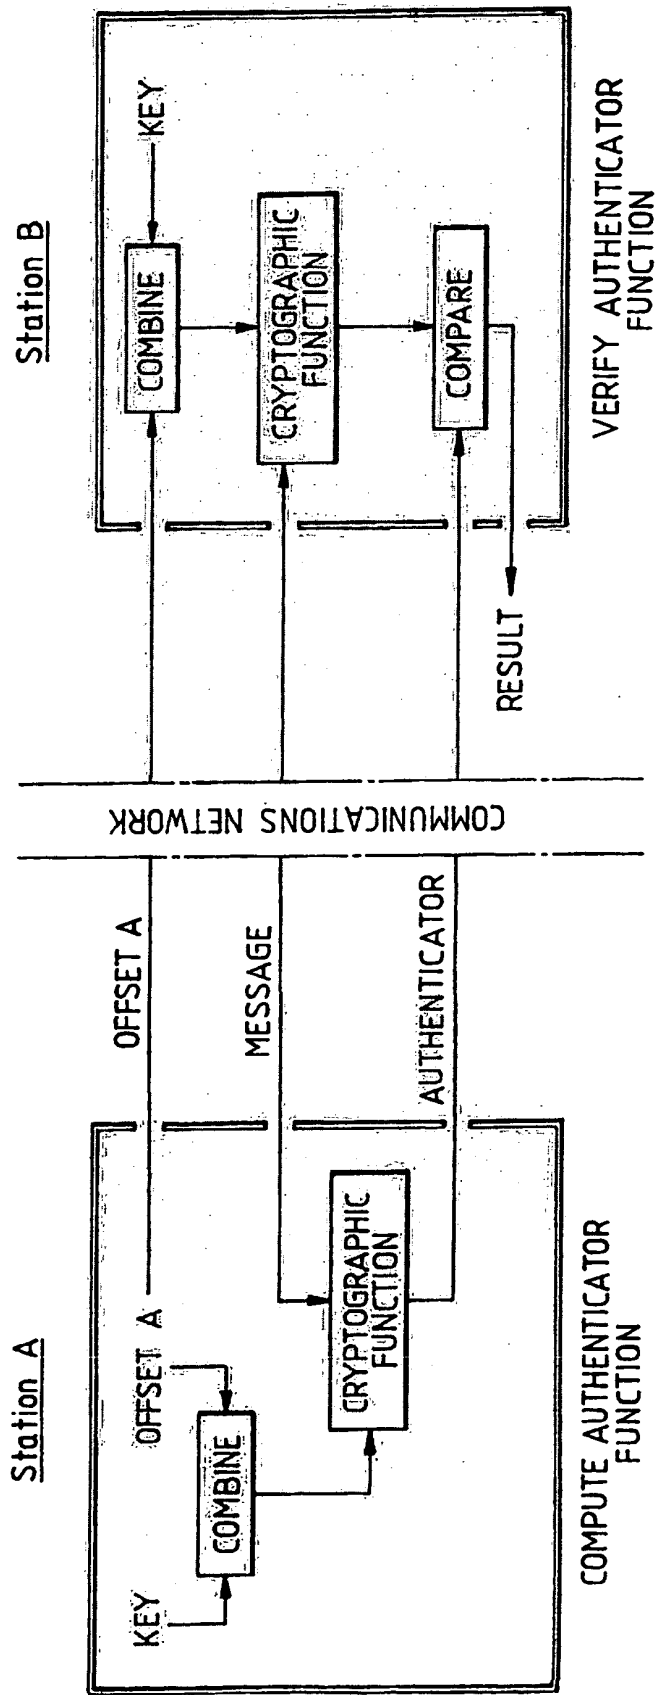 Station A
KEY
OFFSET A
COMBINE
CRYPTOGRAPHIC
FUNCTION
COMPUTE AUTHENTICATOR
FUNCTION
OFFSET A
MESSAGE
AUTHENTICATOR
COMMUNICATIONS NETWORK
Station B
COMBINE
KEY
CRYPTOGRAPHIC
FUNCTION
COMPARE
RESULT
VERIFY AUTHENTICATOR
FUNCTION